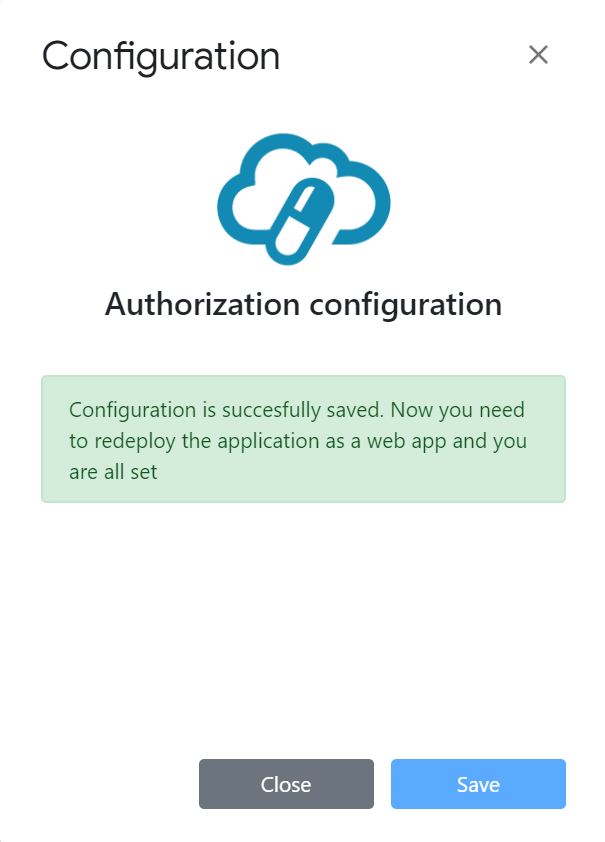 Configuration
Authorization configuration
Configuration is succesfully saved. Now you need
to redeploy the application as a web app and you
are all set
Close
Save